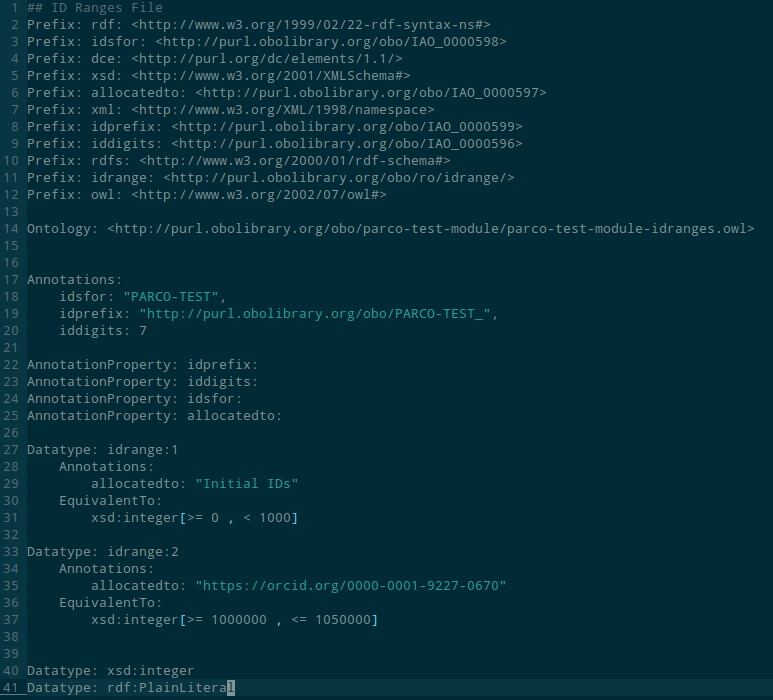 1 ## ID Ranges File
2 Prefix: rdf: <http://www.w3.org/1999/02/22-rdf-syntax-ns#>
3 Prefix: idsfor: <http://purl.obolibrary.org/obo/IAO_0000598>
4 Prefix: dce: <http://purl.org/dc/elements/1.1/>
5 Prefix: xsd: <http://www.w3.org/2001/XMLSchema#>
6 Prefix: allocatedto: <http://purl.obolibrary.org/obo/IAO_0000597>
7 Prefix: xml: <http://www.w3.org/XML/1998/namespace>
8 Prefix: idprefix: <http://purl.obolibrary.org/obo/IAO_0000599>
9 Prefix: iddigits: <http://purl.obolibrary.org/obo/IAO_0000596>
10 Prefix: rdfs: <http://www.w3.org/2000/01/rdf-schema#>
11 Prefix: idrange: <http://purl.obolibrary.org/obo/ro/idrange/>
12 Prefix: owl: <http://www.w3.org/2002/07/owl#>
13
14 Ontology: <http://purl.obolibrary.org/obo/parco-test-module/parco-test-module-idranges.owl>
15
16
17 Annotations:
18     idsfor: "PARCO-TEST",
19     idprefix: "http://purl.obolibrary.org/obo/PARCO-TEST_",
20     iddigits: 7
21
22 AnnotationProperty: idprefix:
23 AnnotationProperty: iddigits:
24 AnnotationProperty: idsfor:
25 AnnotationProperty: allocatedto:
26
27 Datatype: idrange:1
28     Annotations:
29         allocatedto: "Initial IDs"
30     EquivalentTo:
31         xsd:integer[>= 0 , < 1000]
32
33 Datatype: idrange:2
34     Annotations:
35         allocatedto: "https://orcid.org/0000-0001-9227-0670"
36     EquivalentTo:
37         xsd:integer[>= 1000000 , <= 1050000]
38
39
40 Datatype: xsd:integer
41 Datatype: rdf:PlainLiteral